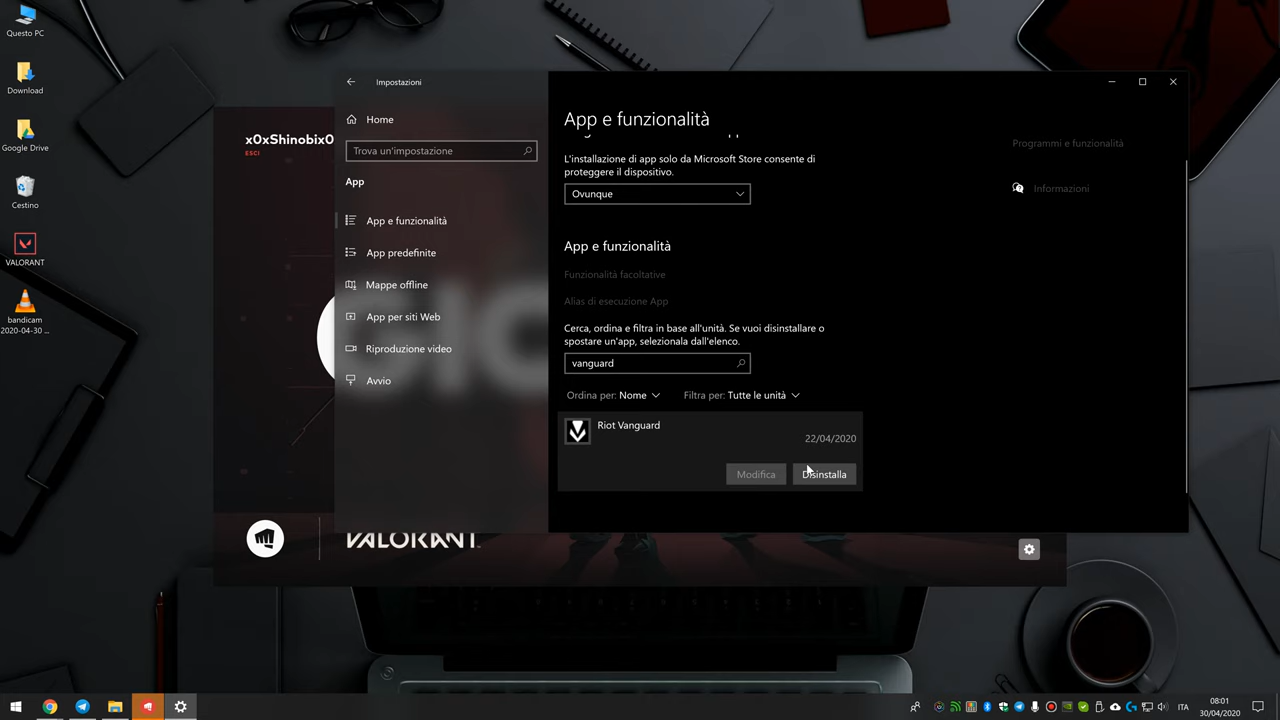 Questo PC
Download
Google Drive
Cestino
VALORANT
bandicam
2020-04-30 ...
x0xShinobix0
ESCI
VALORANT
Impostazioni
Home
Trova un'impostazione
App
App e funzionalità
App predefinite
Mappe offline
App per siti Web
Riproduzione video
Avvio
App e funzionalità
L'installazione di app solo da Microsoft Store consente di
proteggere il dispositivo.
Ovunque
App e funzionalità
Funzionalità facoltative
Alias di esecuzione App
Cerca, ordina e filtra in base all'unità. Se vuoi disinstallare o
spostare un'app, selezionala dall'elenco.
vanguard
Ordina per: Nome
Filtra per: Tutte le unità
Riot Vanguard
22/04/2020
Modifica
Disinstalla
Programmi e funzionalità
Informazioni
ITA
08:01
30/04/2020